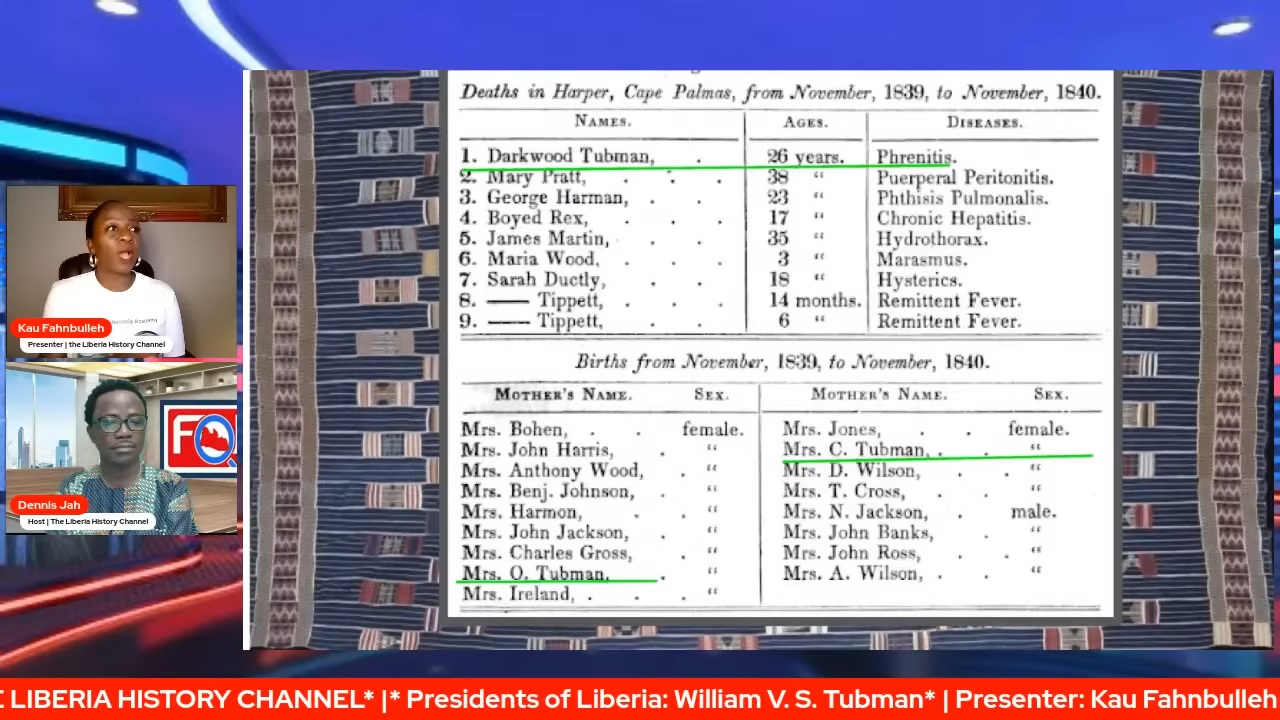 Deaths in Harper, Cape Palmas, from November, 1839, to November, 1840.
NAMES. AGES. DISEASES.
1. Darkwood Tubman, . 26 years. Phrenitis.
2. Mary Pratt, . . . 38 “ Puerperal Peritonitis.
3. George Harman, . . 23 “ Phthisis Pulmonalis.
4. Boyed Rex, . . . 17 “ Chronic Hepatitis.
5. James Martin, . . 35 “ Hydrothorax.
6. Maria Wood, . . . 3 “ Marasmus.
7. Sarah Ductly, . . 18 “ Hysterics.
8. —— Tippett, . . . 14 months. Remittent Fever.
9. —— Tippett, . . 6 “ Remittent Fever.
Births from November, 1839, to November, 1840.
MOTHER'S NAME. SEX. MOTHER'S NAME. SEX.
Mrs. Bohen, . . female. Mrs. Jones, . . female.
Mrs. John Harris, . “ Mrs. C. Tubman, . . “
Mrs. Anthony Wood, . “ Mrs. D. Wilson, . . “
Mrs. Benj. Johnson, . “ Mrs. T. Cross, . . “
Mrs. Harmon, . . “ Mrs. N. Jackson, . male.
Mrs. John Jackson, . “ Mrs. John Banks, . “
Mrs. Charles Gross, . “ Mrs. John Ross, . . “
Mrs. O. Tubman, . “ Mrs. A. Wilson, . . “
Mrs. Ireland, . . . “
Kau Fahnbulleh
Presenter | the Liberia History Channel
FO
Dennis Jah
Host | The Liberia History Channel
LIBERIA HISTORY CHANNEL* |* Presidents of Liberia: William V. S. Tubman* | Presenter: Kau Fahnbulleh